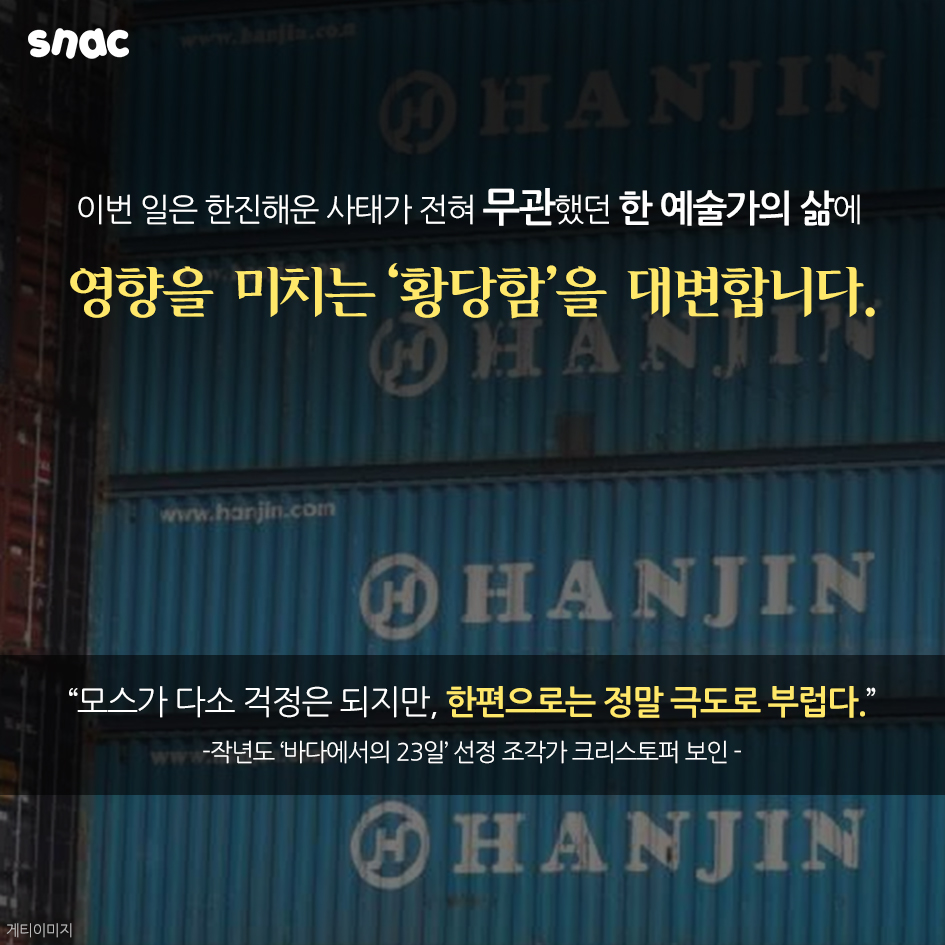 snac
www.hanjin.com
HANJIN
이번 일은 한진해운 사태가 전혀 무관했던 한 예술가의 삶에
영향을 미치는 ‘황당함’을 대변합니다.
HANJIN
www.hanjin.com
HANJIN
“모스가 다소 걱정은 되지만, 한편으로는 정말 극도로 부럽다.”
-작년도 ‘바다에서의 23일’ 선정 조각가 크리스토퍼 보인 -
HANJIN
게티이미지